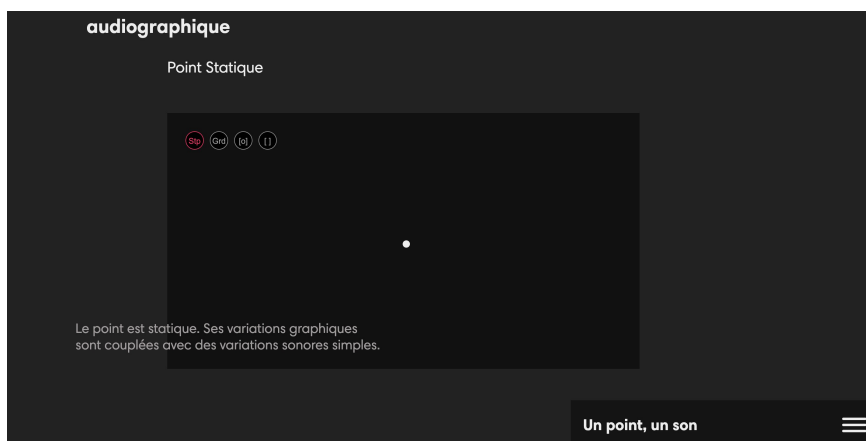 audiographique
Point Statique
Stp Grd [o] [ ]
Le point est statique. Ses variations graphiques
sont couplées avec des variations sonores simples.
Un point, un son